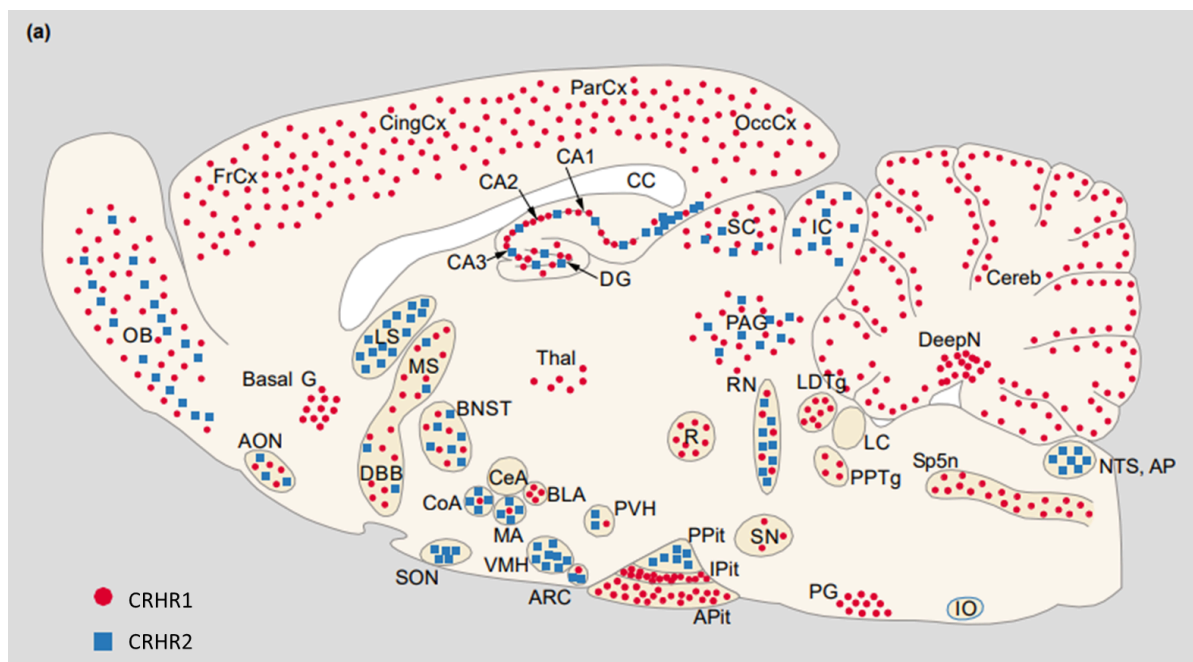 (a)
ParCx
CingCx
OccCx
FrCx
CA1
CA2
CC
SC
IC
CA3
DG
Cereb
OB
LS
PAG
MS
Thal
DeepN
Basal G
RN
LDTg
BNST
AON
R
LC
DBB
CeA
PPTg
Sp5n
NTS, AP
CoA
BLA
MA
PVH
SON
VMH
PPit
SN
IPit
ARC
APit
PG
IO
CRHR1
CRHR2